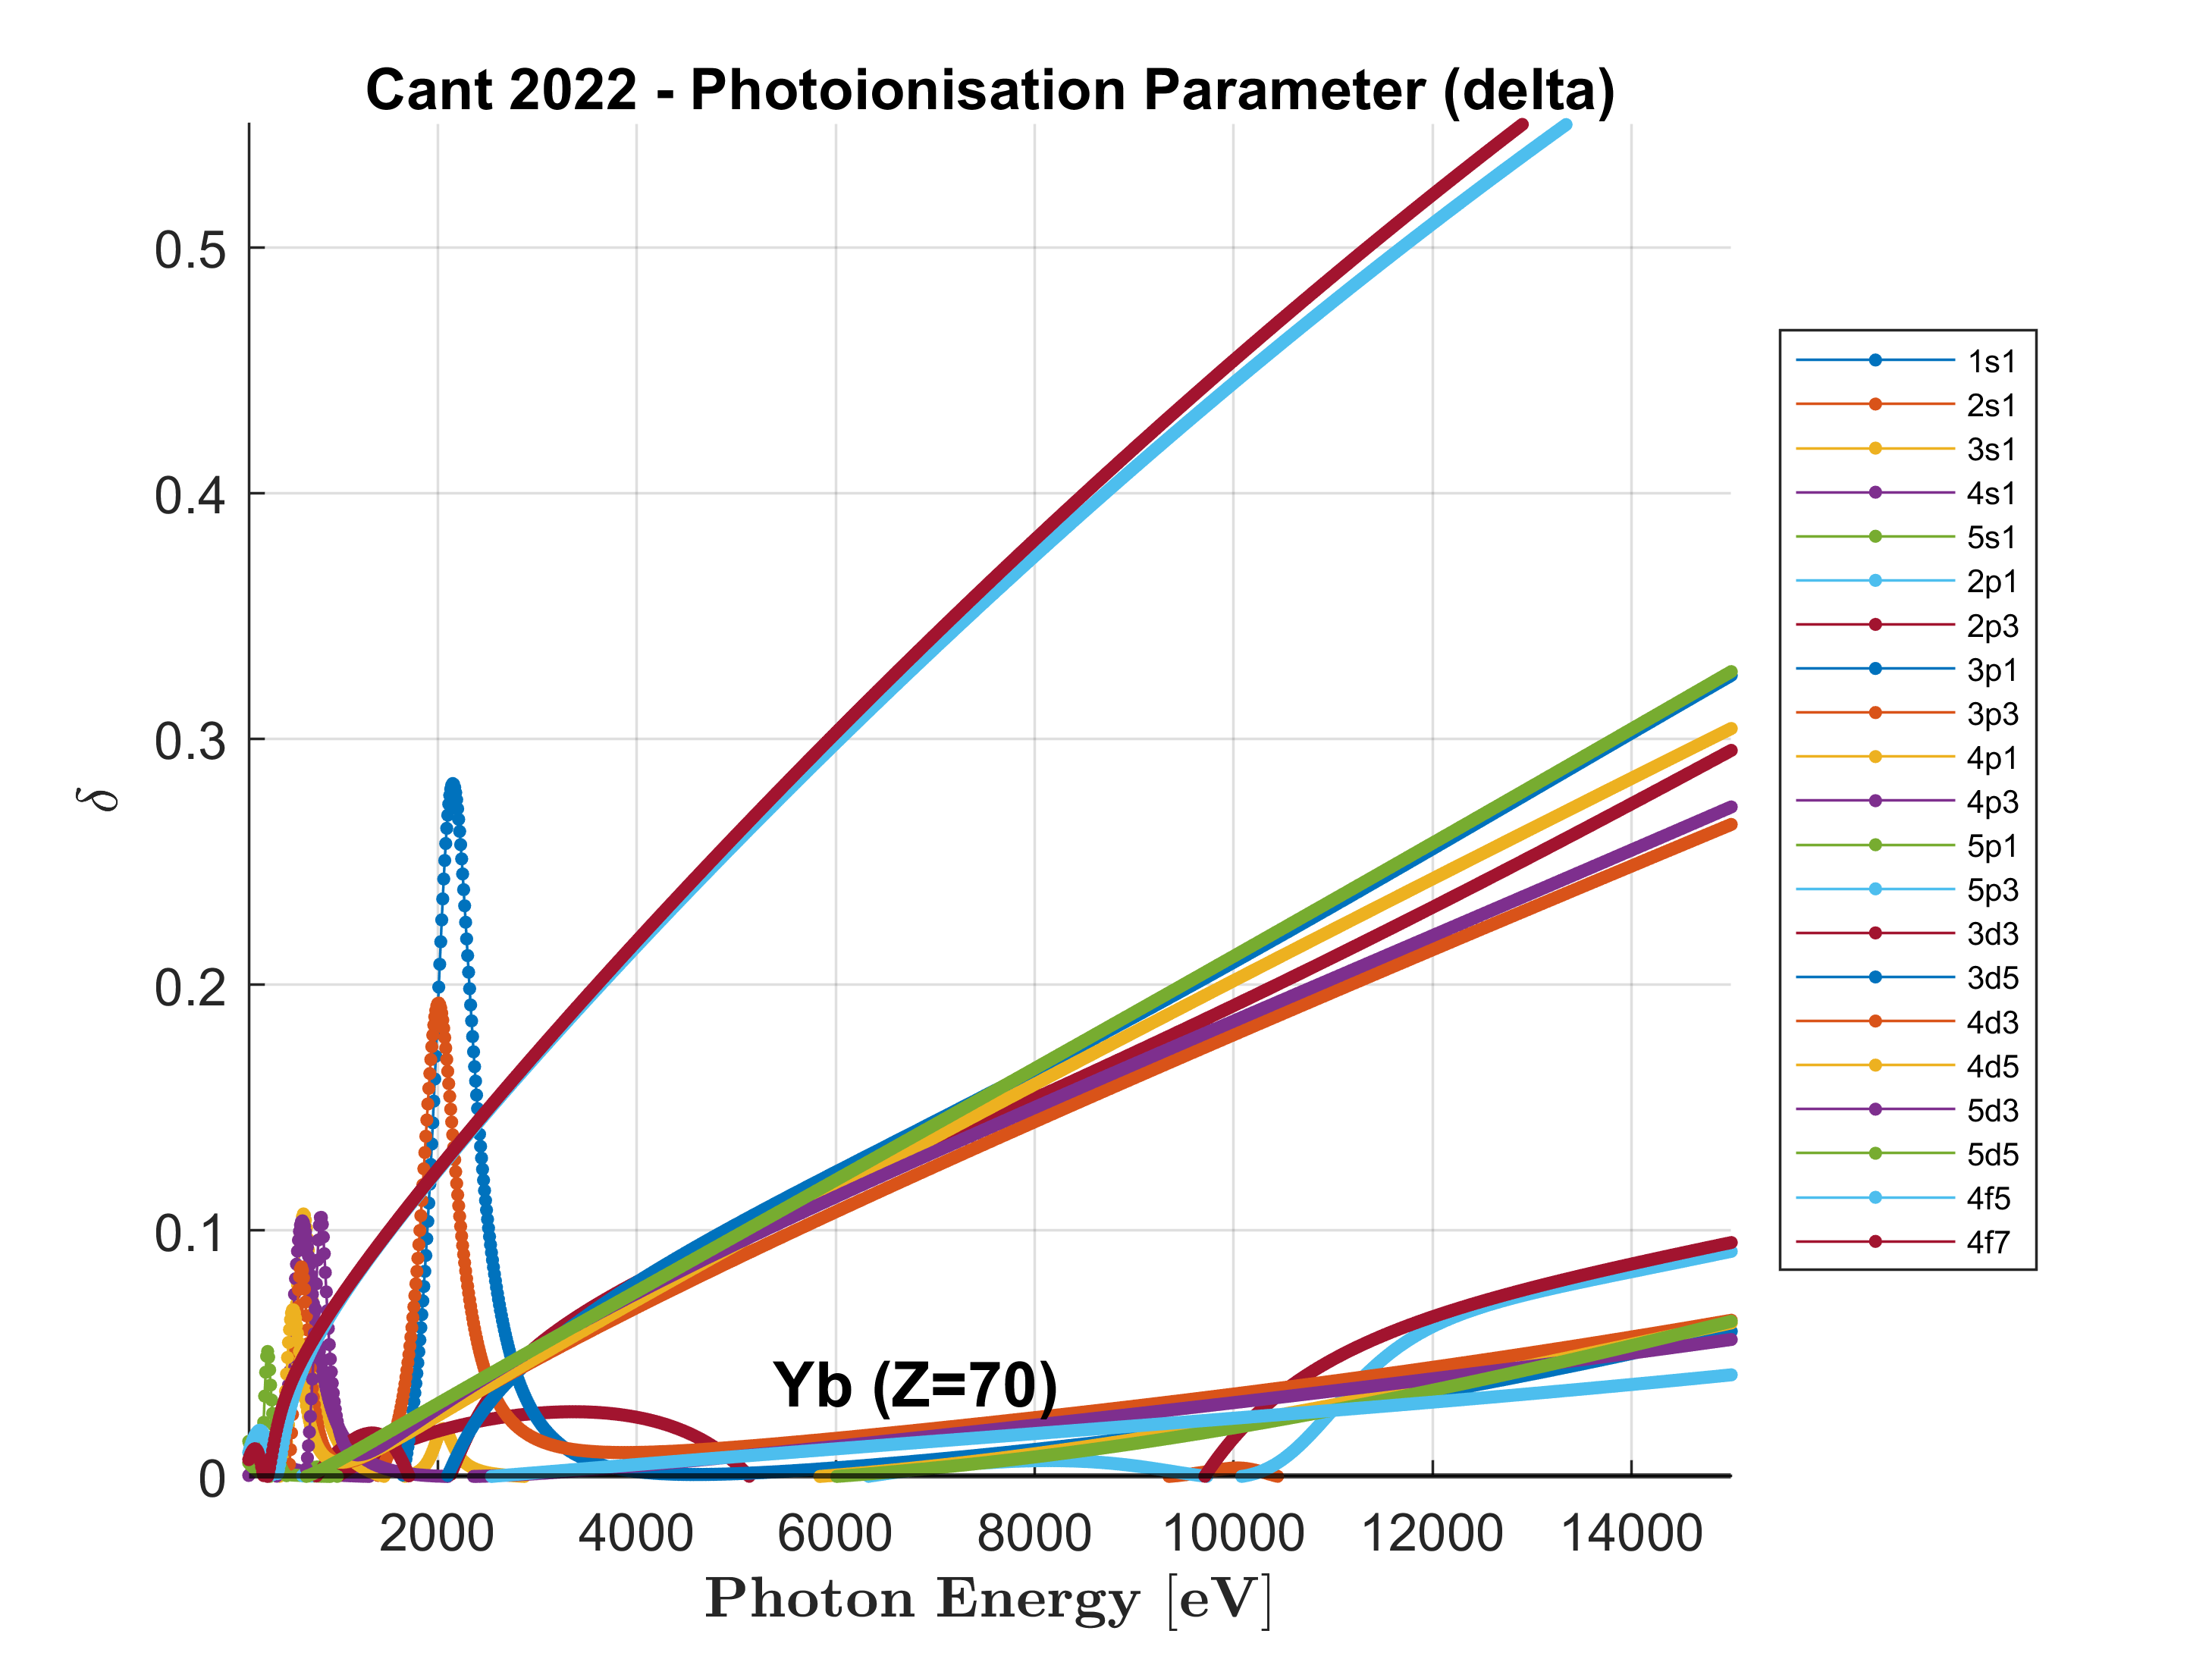 Cant 2022 - Photoionisation Parameter (delta)
0.5
0.4
0.3
0.2
0.1
0
δ
2000 4000 6000 8000 10000 12000 14000
Photon Energy [eV]
Yb (Z=70)
1s1
2s1
3s1
4s1
5s1
2p1
2p3
3p1
3p3
4p1
4p3
5p1
5p3
3d3
3d5
4d3
4d5
5d3
5d5
4f5
4f7